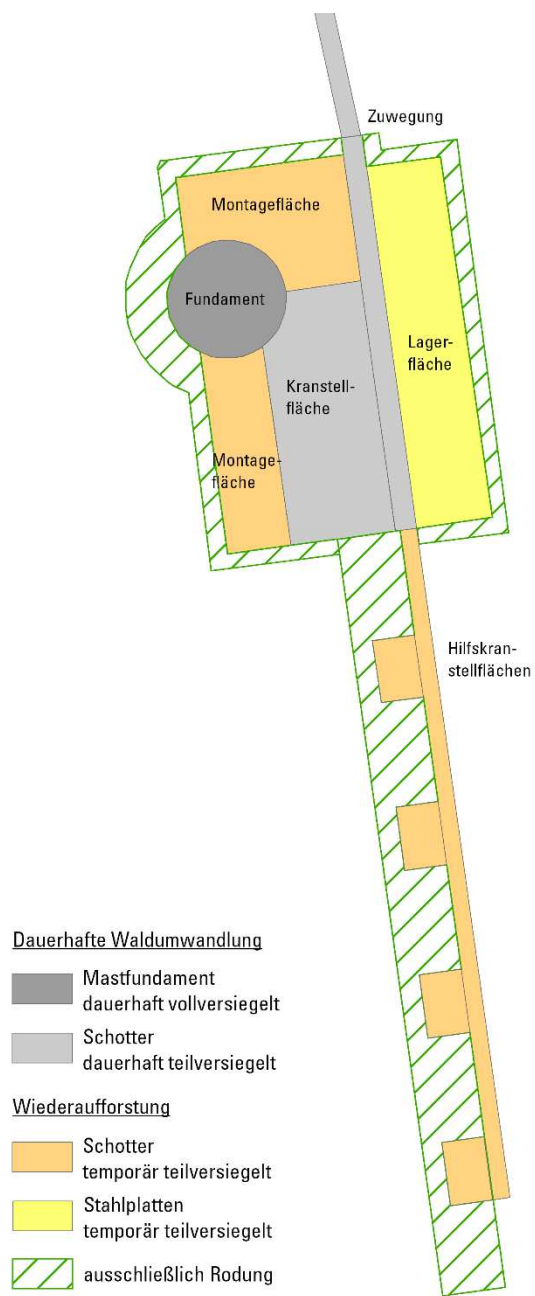 Zuwegung
Montagefläche
Fundament
Lager-
fläche
Kranstell-
fläche
Montage-
fläche
Hilfskran-
stellflächen
Dauerhafte Waldumwandlung
Mastfundament
dauerhaft vollversiegelt
Schotter
dauerhaft teilversiegelt
Wiederaufforstung
Schotter
temporär teilversiegelt
Stahlplatten
temporär teilversiegelt
ausschließlich Rodung